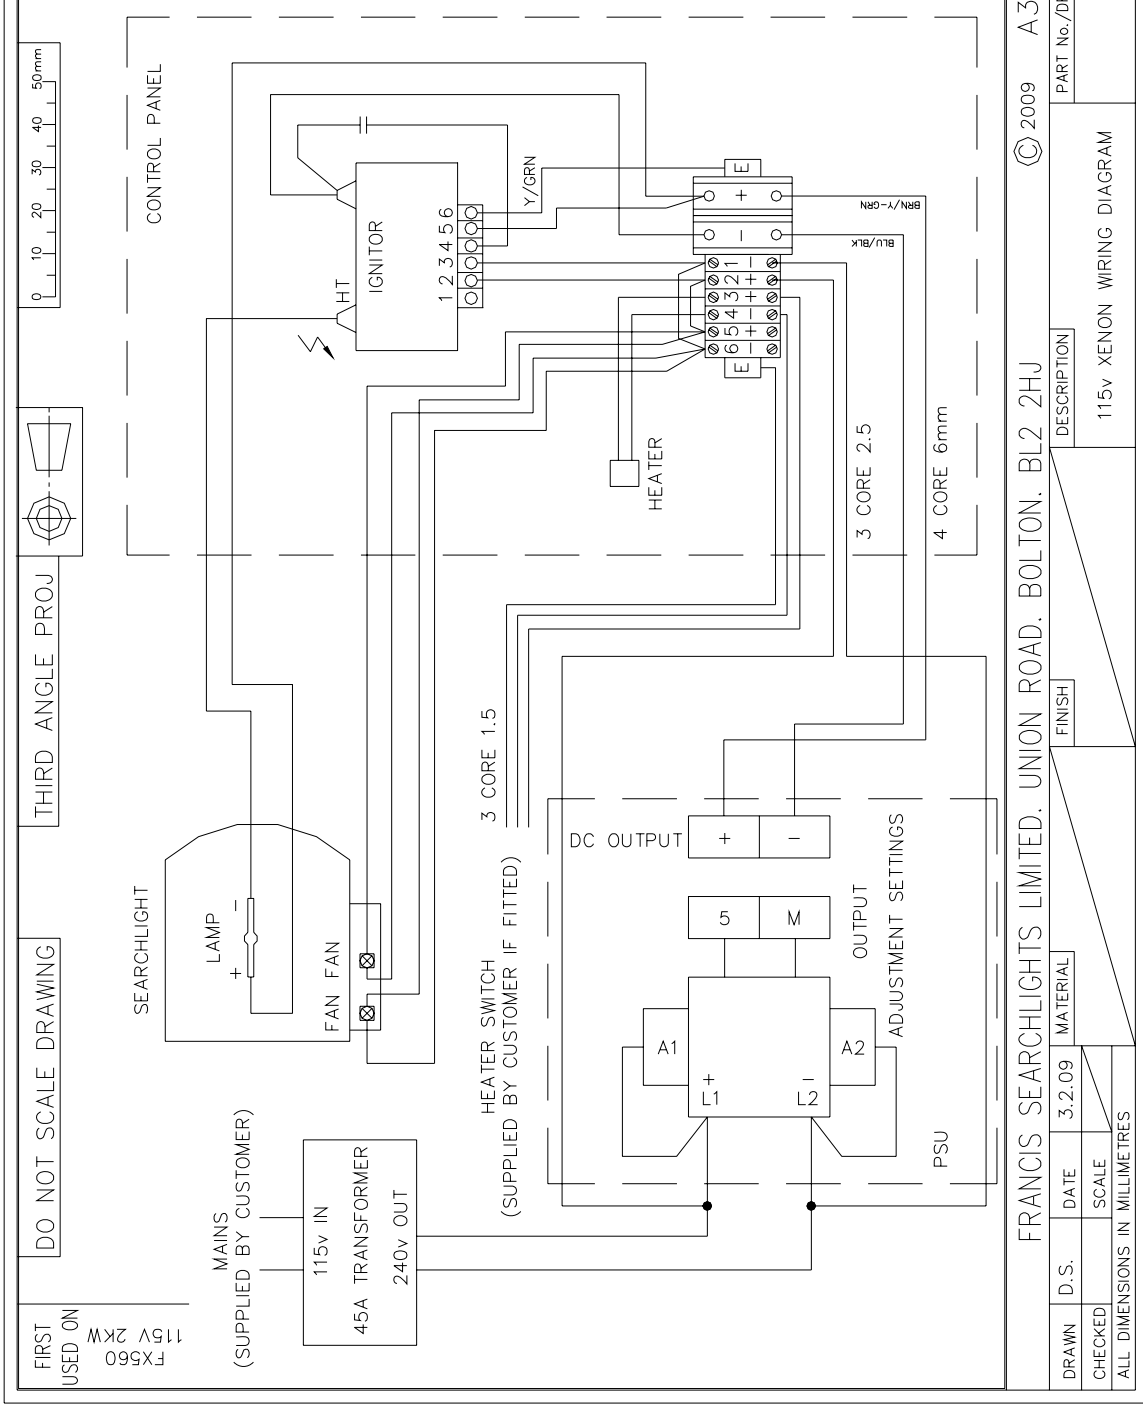 FIRST
USED ON
FX560
115V 2KW
DO NOT SCALE DRAWING
THIRD ANGLE PROJ
0 10 20 30 40 50mm
MAINS
(SUPPLIED BY CUSTOMER)
115v IN
45A TRANSFORMER
240v OUT
SEARCHLIGHT
LAMP
+ -
FAN FAN
CONTROL PANEL
HT
IGNITOR
1 2 3 4 5 6
Y/GRN
HEATER
E 6 5 4 3 2 1 - + E
- + - + + -
BLU/BLK
BRN/Y-GRN
3 CORE 2.5
4 CORE 6mm
3 CORE 1.5
HEATER SWITCH
(SUPPLIED BY CUSTOMER IF FITTED)
DC OUTPUT
+
-
5
M
OUTPUT
ADJUSTMENT SETTINGS
A1
A2
+
L1
-
L2
PSU
FRANCIS SEARCHLIGHTS LIMITED. UNION ROAD. BOLTON. BL2 2HJ
© 2009 A3
DRAWN D.S. DATE 3.2.09
CHECKED SCALE
ALL DIMENSIONS IN MILLIMETRES
MATERIAL
FINISH
DESCRIPTION
115v XENON WIRING DIAGRAM
PART No./